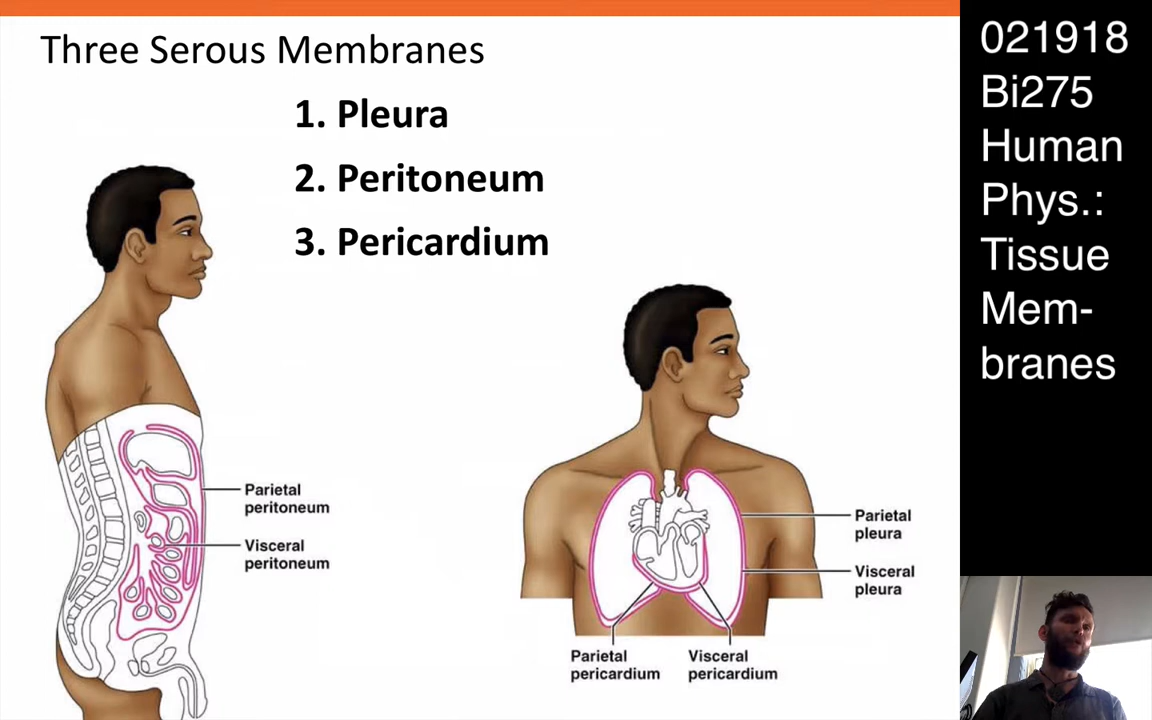 Three Serous Membranes
1. Pleura
2. Peritoneum
3. Pericardium
Parietal
peritoneum
Visceral
peritoneum
Parietal
pleura
Visceral
pleura
Parietal
pericardium
Visceral
pericardium
021918
Bi275
Human
Phys.:
Tissue
Mem-
branes